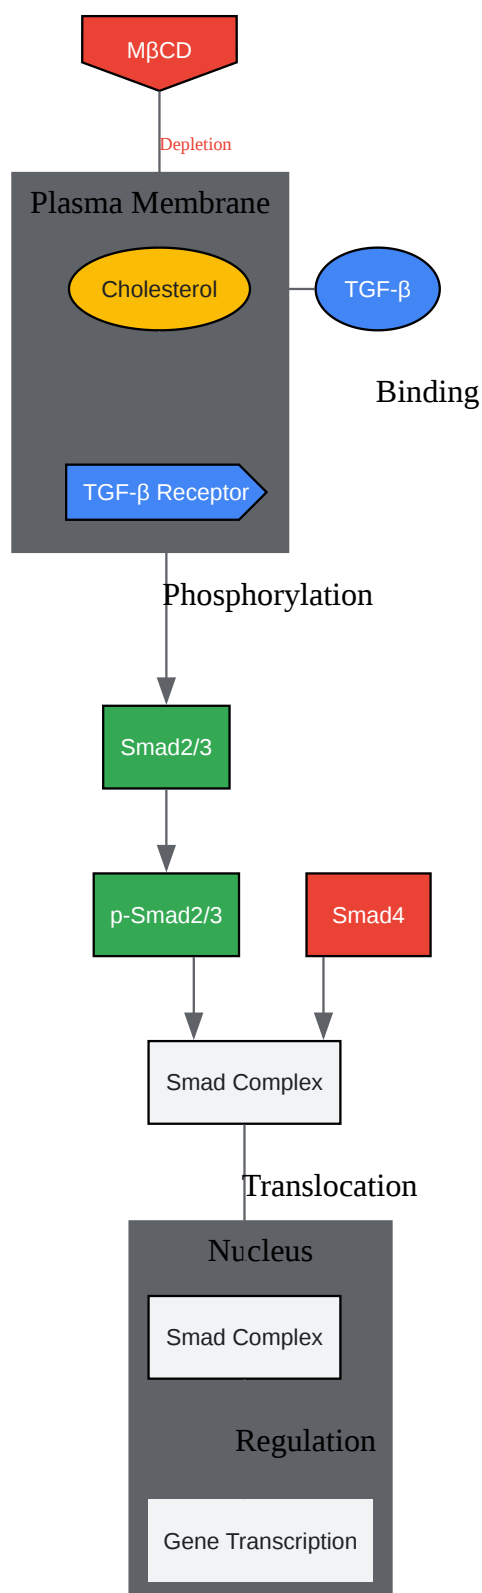 MβCD
Depletion
Plasma Membrane
Cholesterol
TGF-β
Binding
TGF-β Receptor
Phosphorylation
Smad2/3
p-Smad2/3
Smad4
Smad Complex
Translocation
Nucleus
Smad Complex
Regulation
Gene Transcription